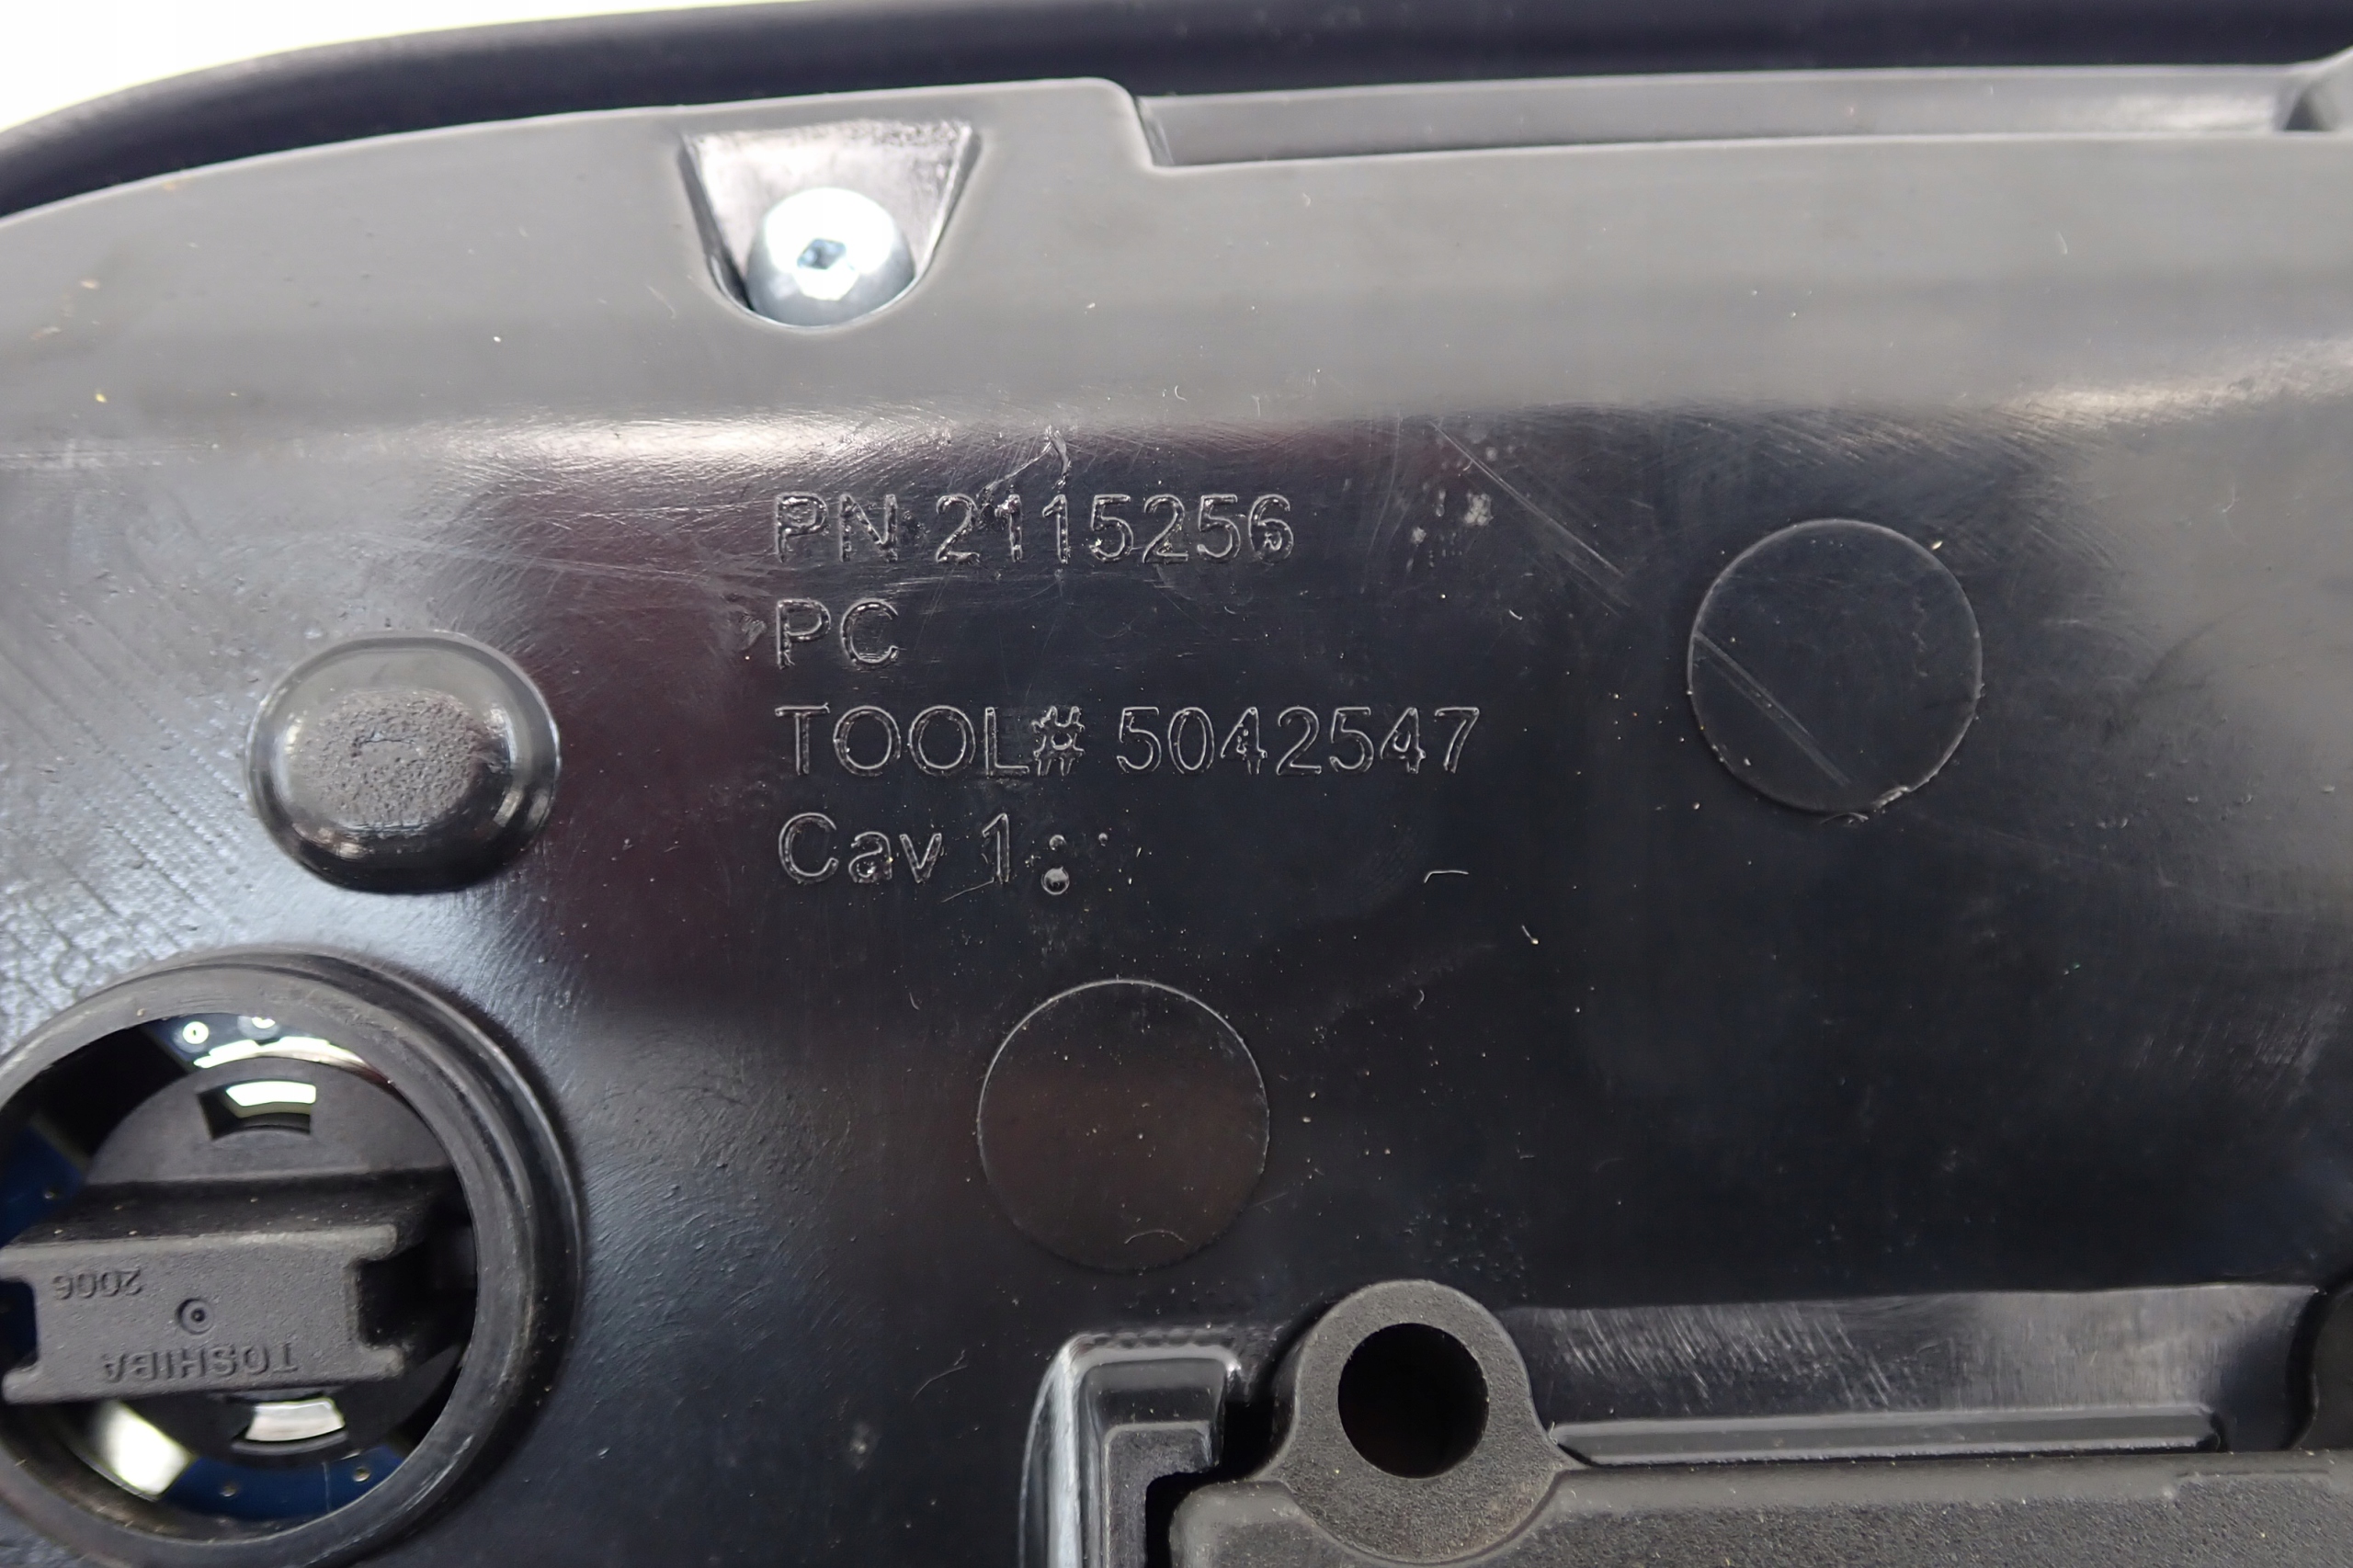 PN 2115256
PC
TOOL# 5042547
Cav 1
TOSHIBA
2006